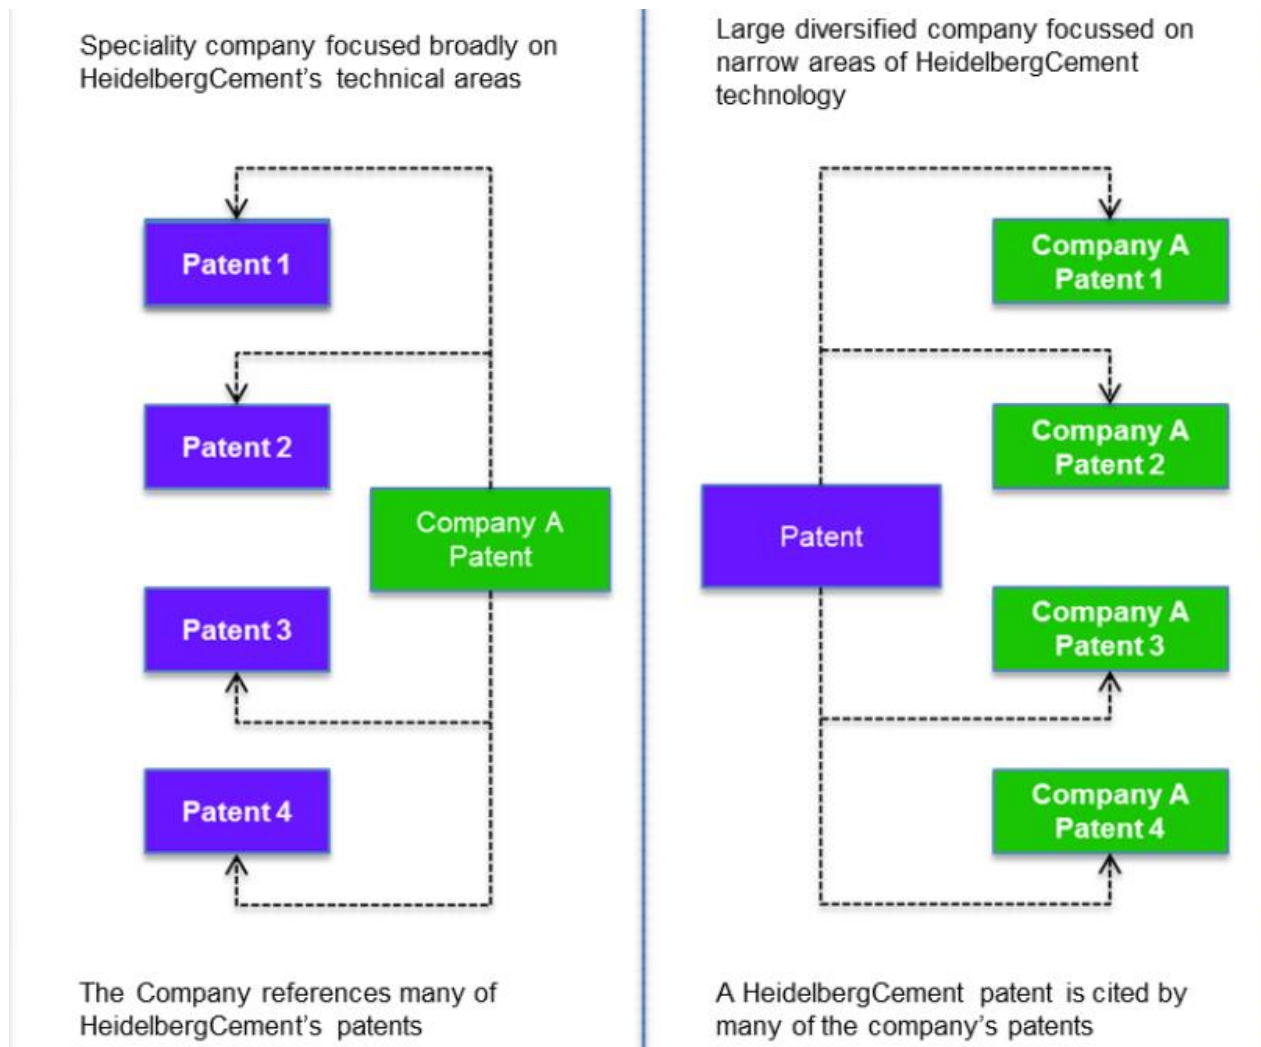 Speciality company focused broadly on
HeidelbergCement's technical areas
Patent 1
Patent 2
Company A
Patent
Patent 3
Patent 4
The Company references many of
HeidelbergCement's patents
Large diversified company focussed on
narrow areas of HeidelbergCement
technology
Company A
Patent 1
Company A
Patent 2
Patent
Company A
Patent 3
Company A
Patent 4
A HeidelbergCement patent is cited by
many of the company's patents